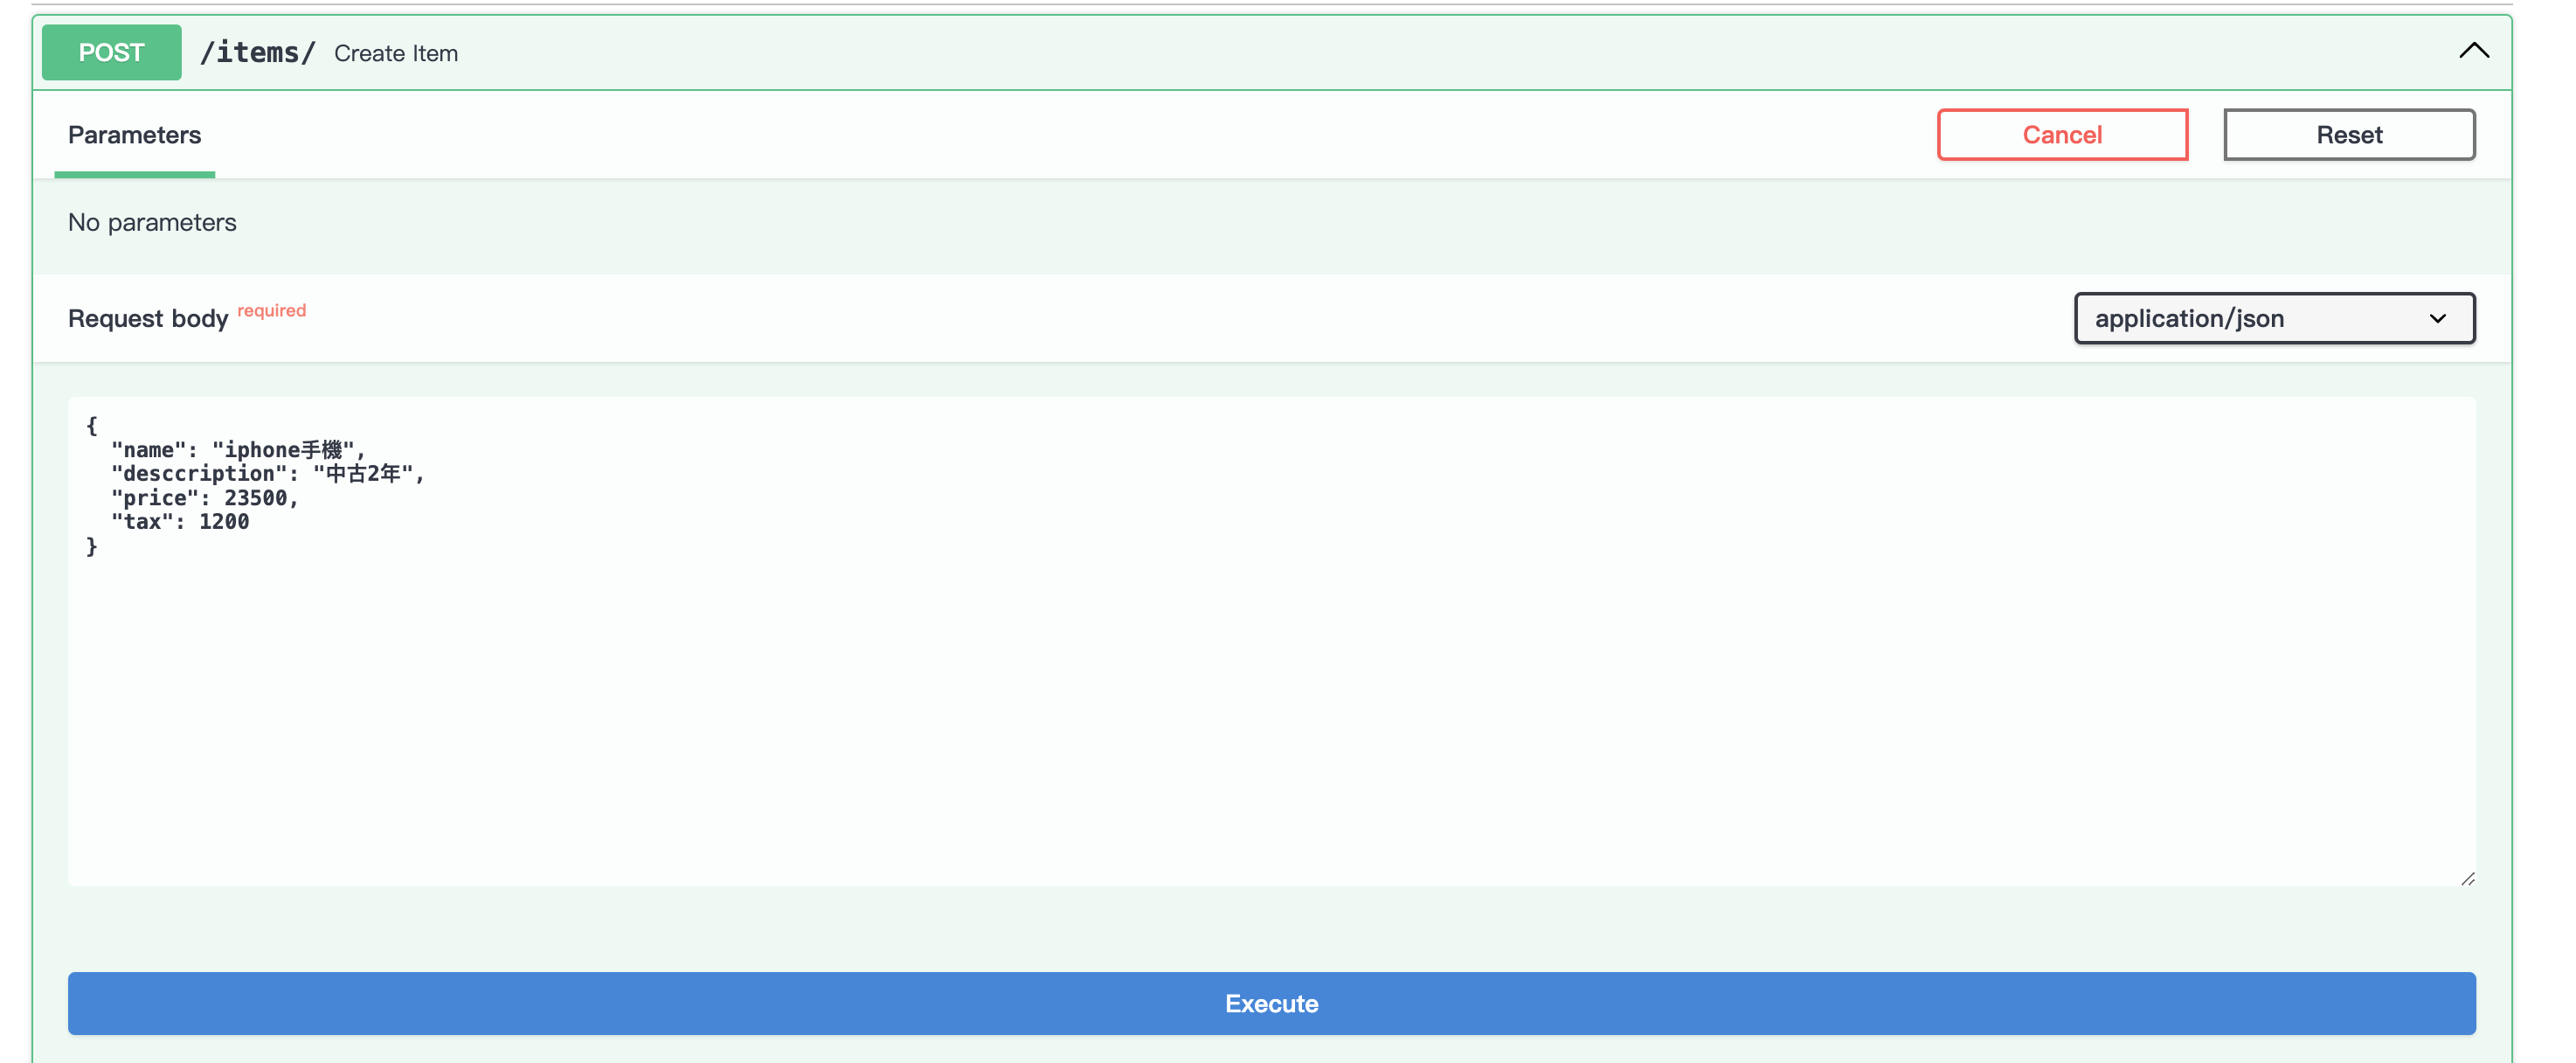 POST /items/ Create Item
Parameters
Cancel
Reset
No parameters
Request body required
application/json
{
  "name": "iphone手機",
  "desccription": "中古2年",
  "price": 23500,
  "tax": 1200
}
Execute